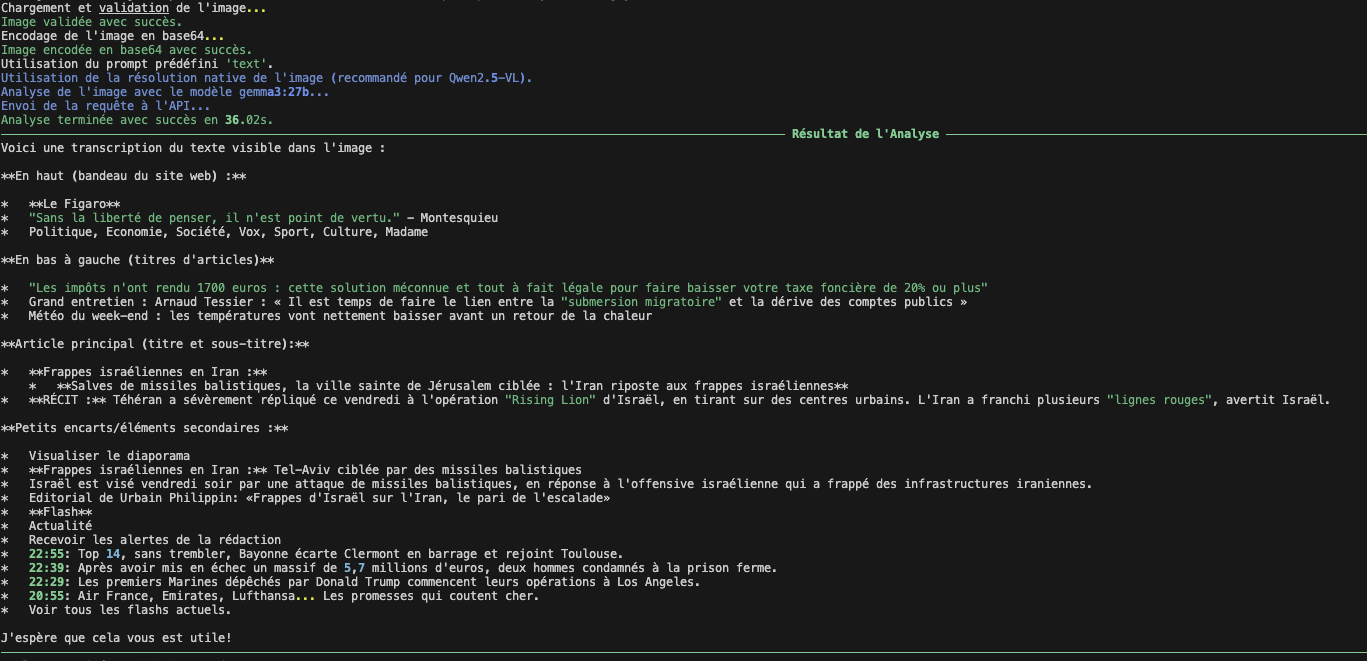 Chargement et validation de l'image...
Image validée avec succès.
Encodage de l'image en base64...
Image encodée en base64 avec succès.
Utilisation du prompt prédéfini 'text'.
Utilisation de la résolution native de l'image (recommandé pour Qwen2.5-VL).
Analyse de l'image avec le modèle gemma3:27b...
Envoi de la requête à l'API...
Analyse terminée avec succès en 36.02s.
Résultat de l'Analyse
Voici une transcription du texte visible dans l'image :
**En haut (bandeau du site web) :**
*   **Le Figaro**
*   "Sans la liberté de penser, il n'est point de vertu." - Montesquieu
*   Politique, Economie, Société, Vox, Sport, Culture, Madame
**En bas à gauche (titres d'articles)**
*   "Les impôts n'ont rendu 1700 euros : cette solution méconnue et tout à fait légale pour faire baisser votre taxe foncière de 20% ou plus"
*   Grand entretien : Arnaud Tessier : « Il est temps de faire le lien entre la "submersion migratoire" et la dérive des comptes publics »
*   Météo du week-end : les températures vont nettement baisser avant un retour de la chaleur
**Article principal (titre et sous-titre):**
*   **Frappes israéliennes en Iran :**
    *   **Salves de missiles balistiques, la ville sainte de Jérusalem ciblée : l'Iran riposte aux frappes israéliennes**
*   **RÉCIT :** Téhéran a sévèrement répliqué ce vendredi à l'opération "Rising Lion" d'Israël, en tirant sur des centres urbains. L'Iran a franchi plusieurs "lignes rouges", avertit Israël.
**Petits encarts/éléments secondaires :**
*   Visualiser le diaporama
*   **Frappes israéliennes en Iran :** Tel-Aviv ciblée par des missiles balistiques
*   Israël est visé vendredi soir par une attaque de missiles balistiques, en réponse à l'offensive israélienne qui a frappé des infrastructures iraniennes.
*   Editorial de Urbain Philippin: «Frappes d'Israël sur l'Iran, le pari de l'escalade»
*   **Flash**
*   Actualité
*   Recevoir les alertes de la rédaction
*   22:55: Top 14, sans trembler, Bayonne écarte Clermont en barrage et rejoint Toulouse.
*   22:39: Après avoir mis en échec un massif de 5,7 millions d'euros, deux hommes condamnés à la prison ferme.
*   22:29: Les premiers Marines dépêchés par Donald Trump commencent leurs opérations à Los Angeles.
*   20:55: Air France, Emirates, Lufthansa... Les promesses qui coutent cher.
*   Voir tous les flashs actuels.
J'espère que cela vous est utile!